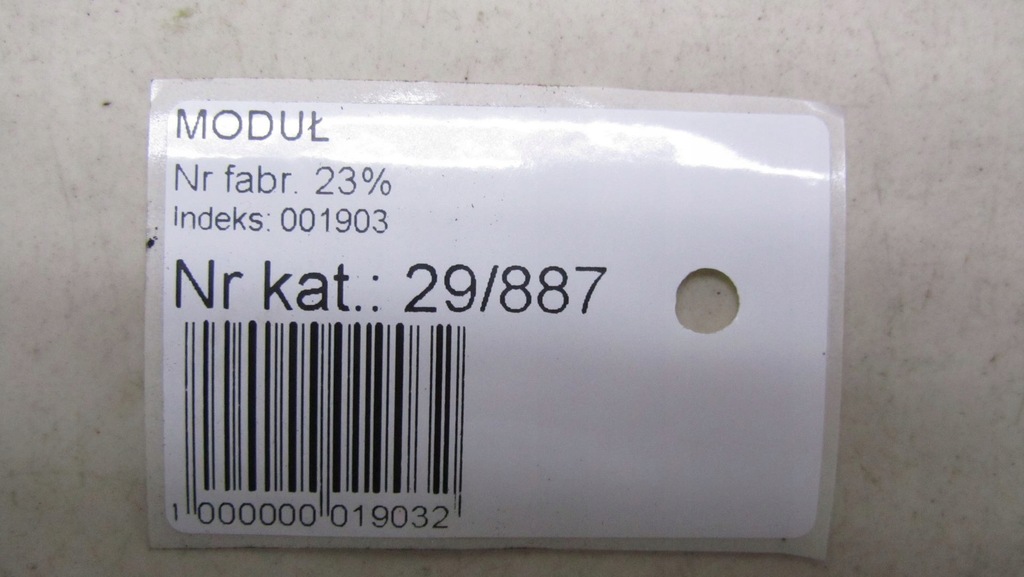 MODUŁ
Nr fabr. 23%
Indeks: 001903
Nr kat.: 29/887
1 000000 019032